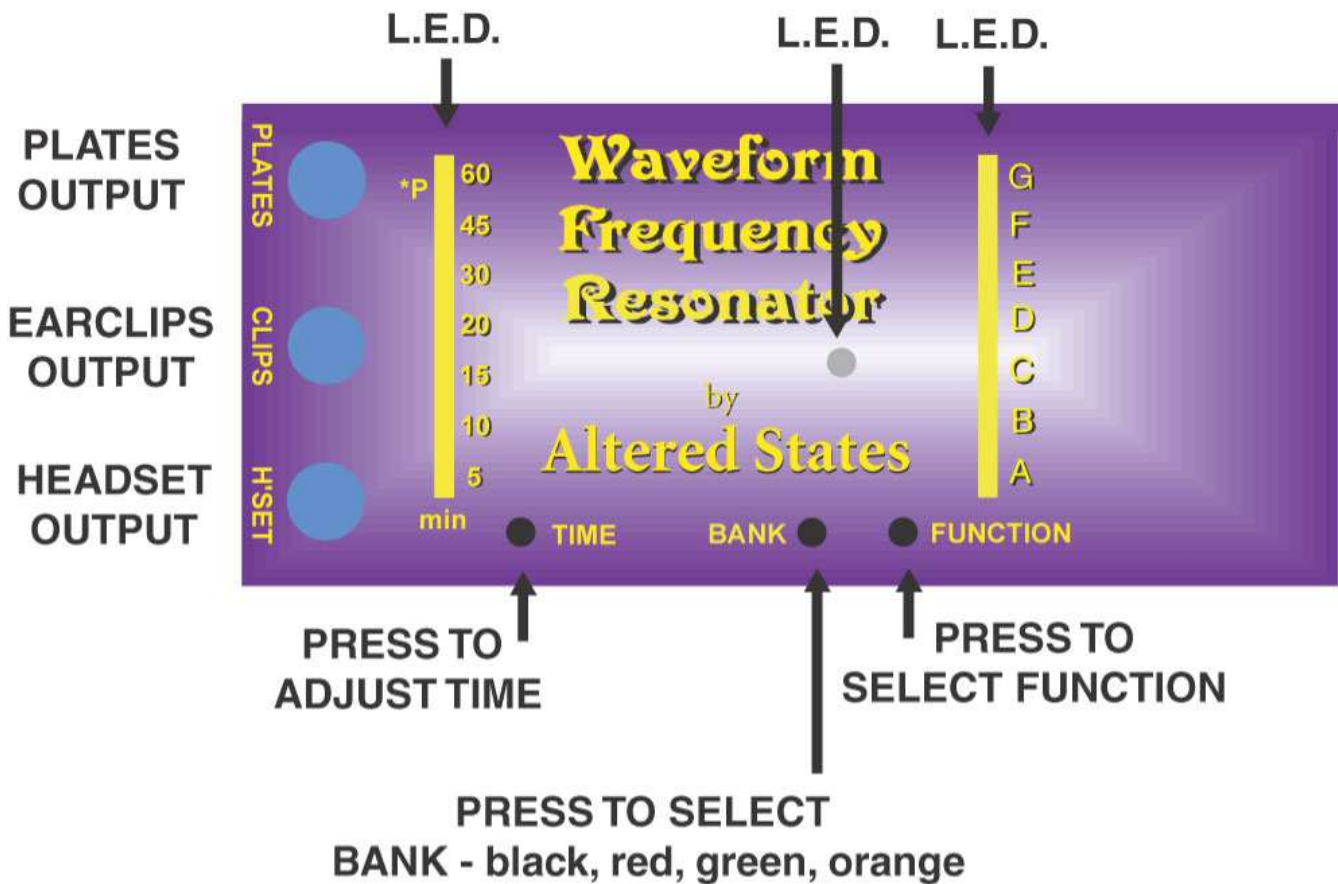 L.E.D.
L.E.D.
L.E.D.
PLATES
OUTPUT
EARCLIPS
OUTPUT
HEADSET
OUTPUT
PLATES
CLIPS
H'SET
*P
60
45
30
20
15
10
5
min
Waveform
Frequency
Resonator
by
Altered States
G
F
E
D
C
B
A
TIME
BANK
FUNCTION
PRESS TO
ADJUST TIME
PRESS TO
SELECT FUNCTION
PRESS TO SELECT
BANK - black, red, green, orange